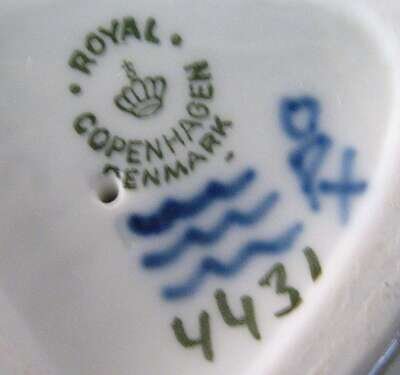 ROYAL
COPENHAGEN
DENMARK
4431